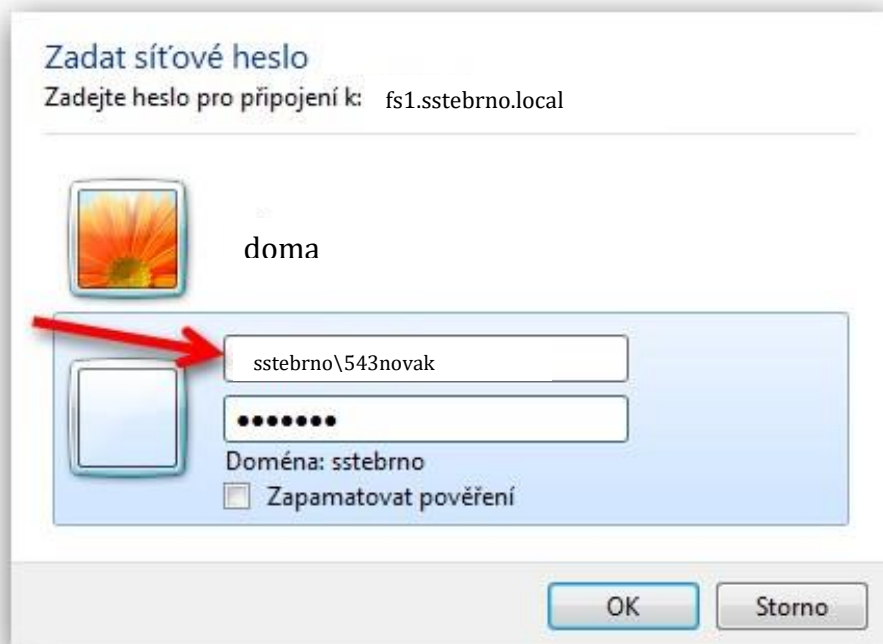 Zadat síťové heslo
Zadejte heslo pro připojení k: fs1.sstebrno.local
doma
sstebrno\543novak
•••••••
Doména: sstebrno
Zapamatovat pověření
OK Storno